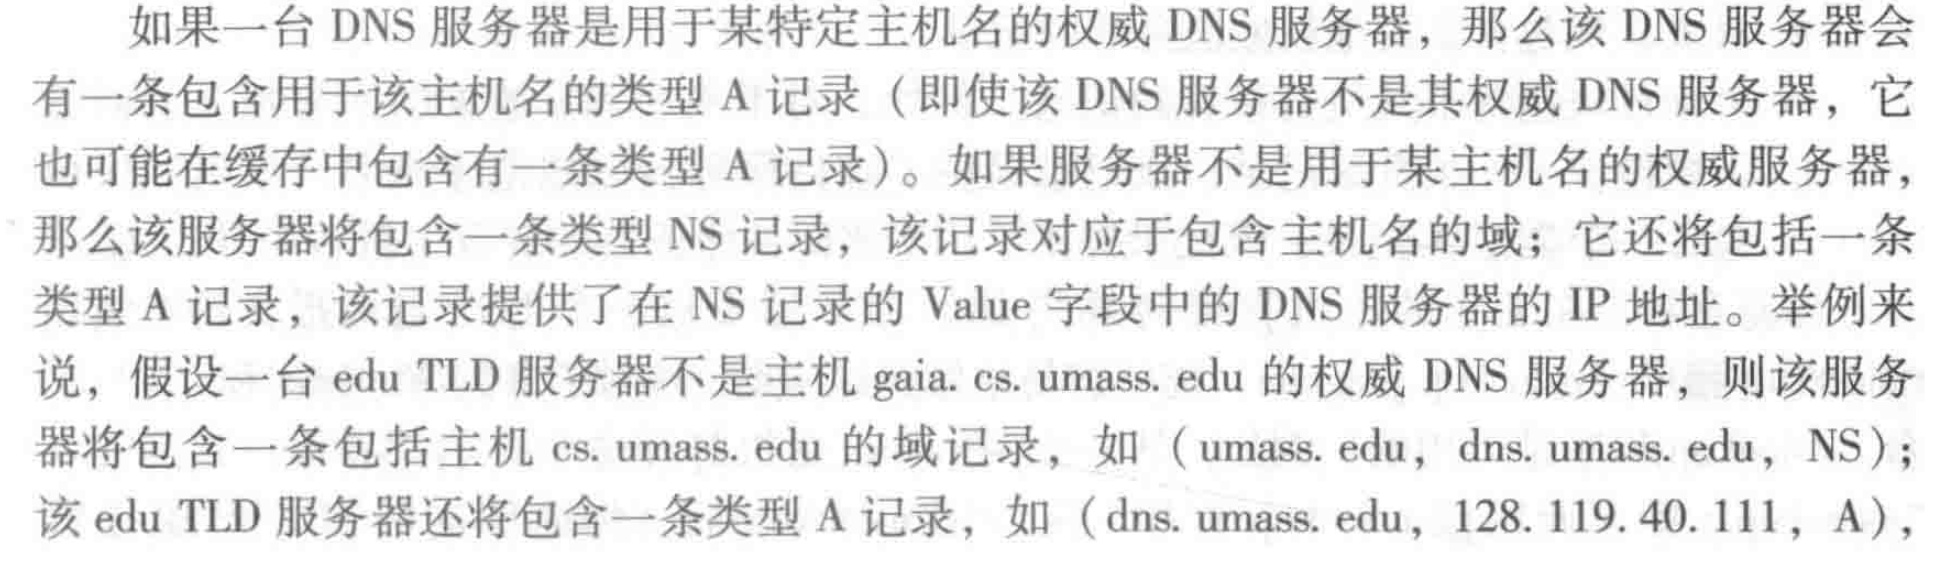 如果一台 DNS 服务器是用于某特定主机名的权威 DNS 服务器，那么该 DNS 服务器会
有一条包含用于该主机名的类型 A 记录（即使该 DNS 服务器不是其权威 DNS 服务器，它
也可能在缓存中包含有一条类型 A 记录）。如果服务器不是用于某主机名的权威服务器，
那么该服务器将包含一条类型 NS 记录，该记录对应于包含主机名的域；它还将包括一条
类型 A 记录，该记录提供了在 NS 记录的 Value 字段中的 DNS 服务器的 IP 地址。举例来
说，假设一台 edu TLD 服务器不是主机 gaia. cs. umass. edu 的权威 DNS 服务器，则该服务
器将包含一条包括主机 cs. umass. edu 的域记录，如（umass. edu，dns. umass. edu，NS）；
该 edu TLD 服务器还将包含一条类型 A 记录，如（dns. umass. edu，128. 119. 40. 111，A），